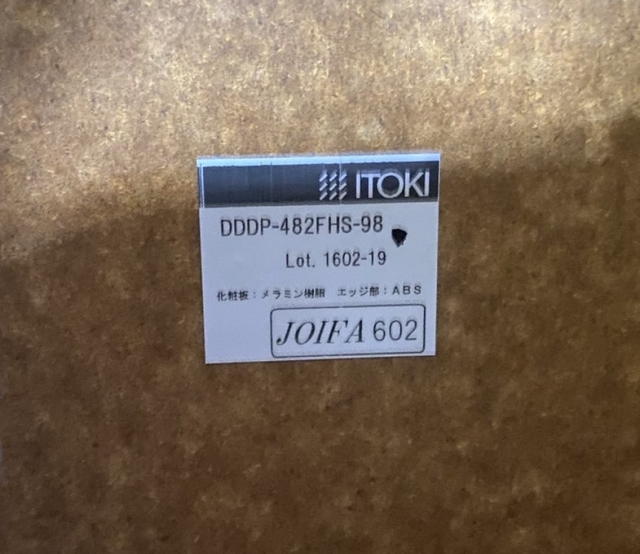 ITOKI
DDDP-482FHS-98
Lot. 1602-19
化粧板：メラミン樹脂 エッジ部：ABS
JOIFA 602